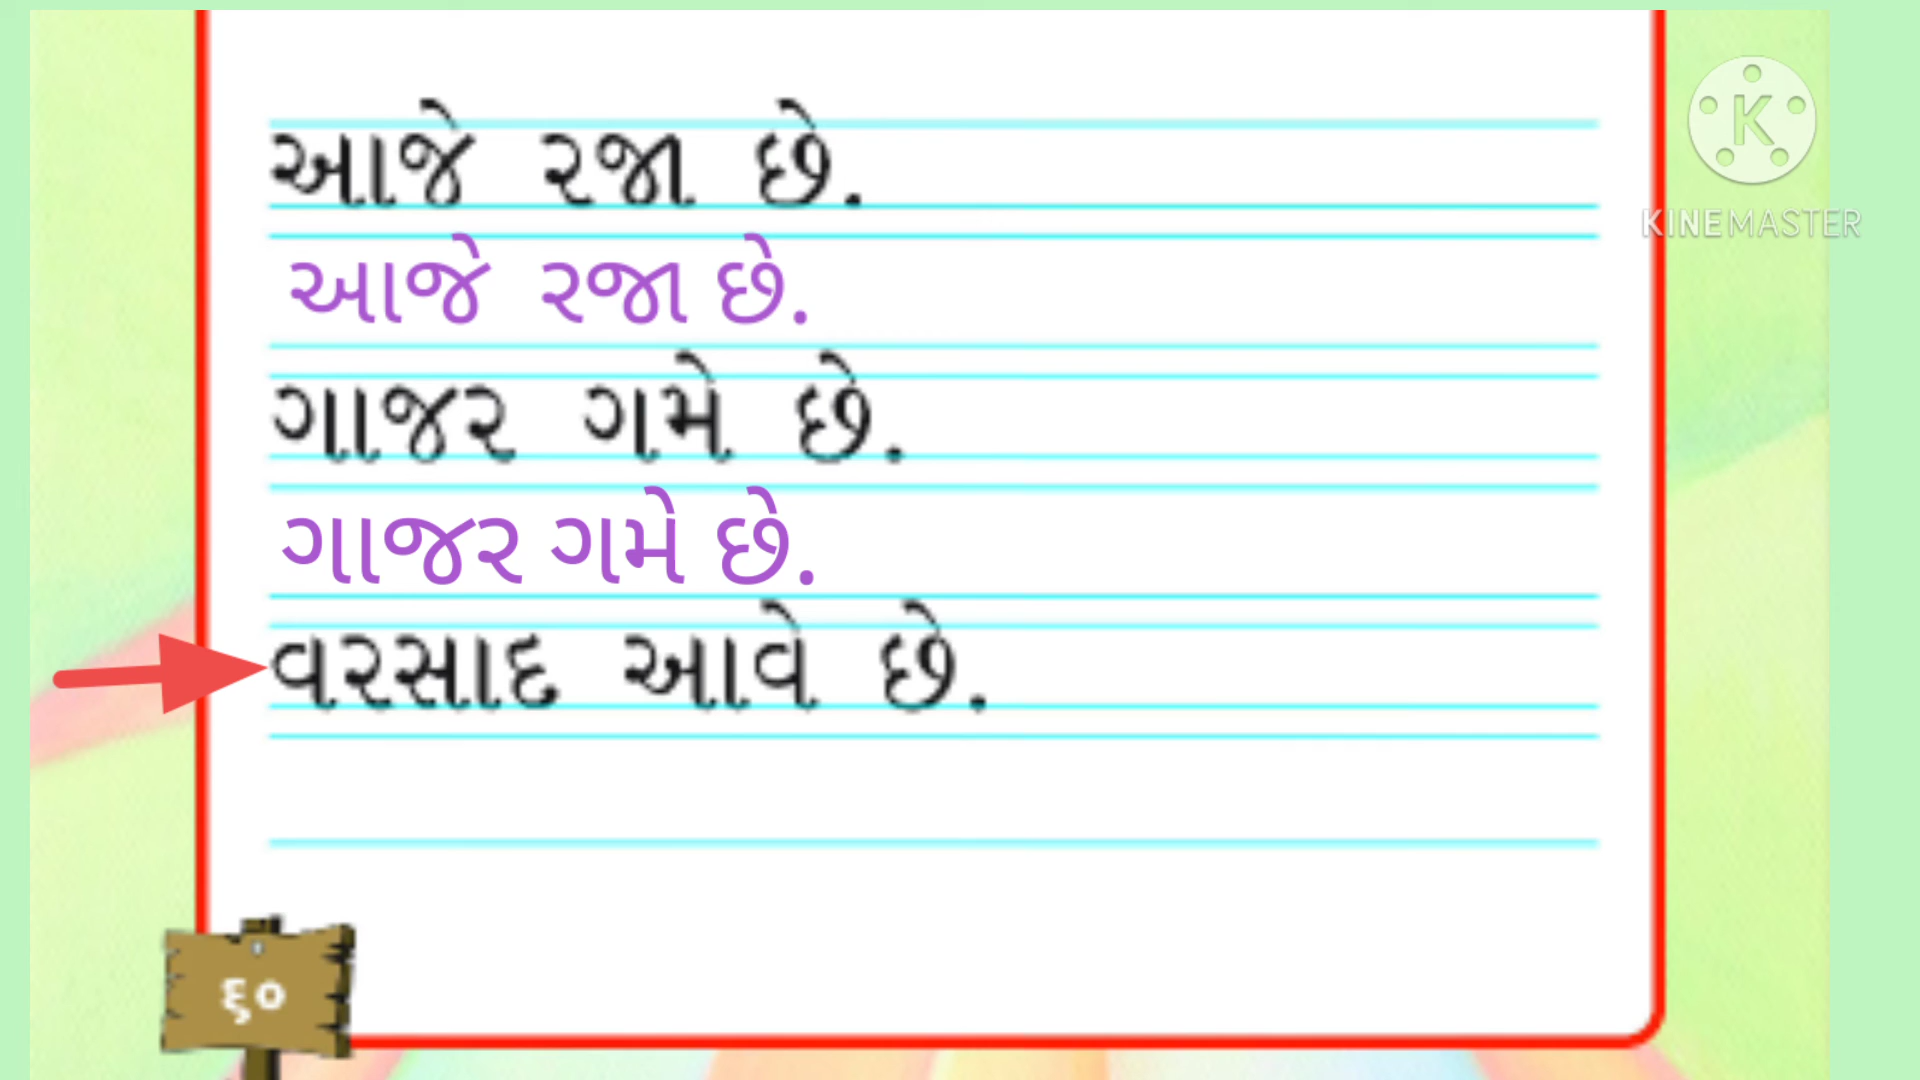 આજે રજા છે.
આજે રજા છે.
ગાજર ગમે છે.
ગાજર ગમે છે.
વરસાદ આવે છે.
૬૦
K
KINEMASTER